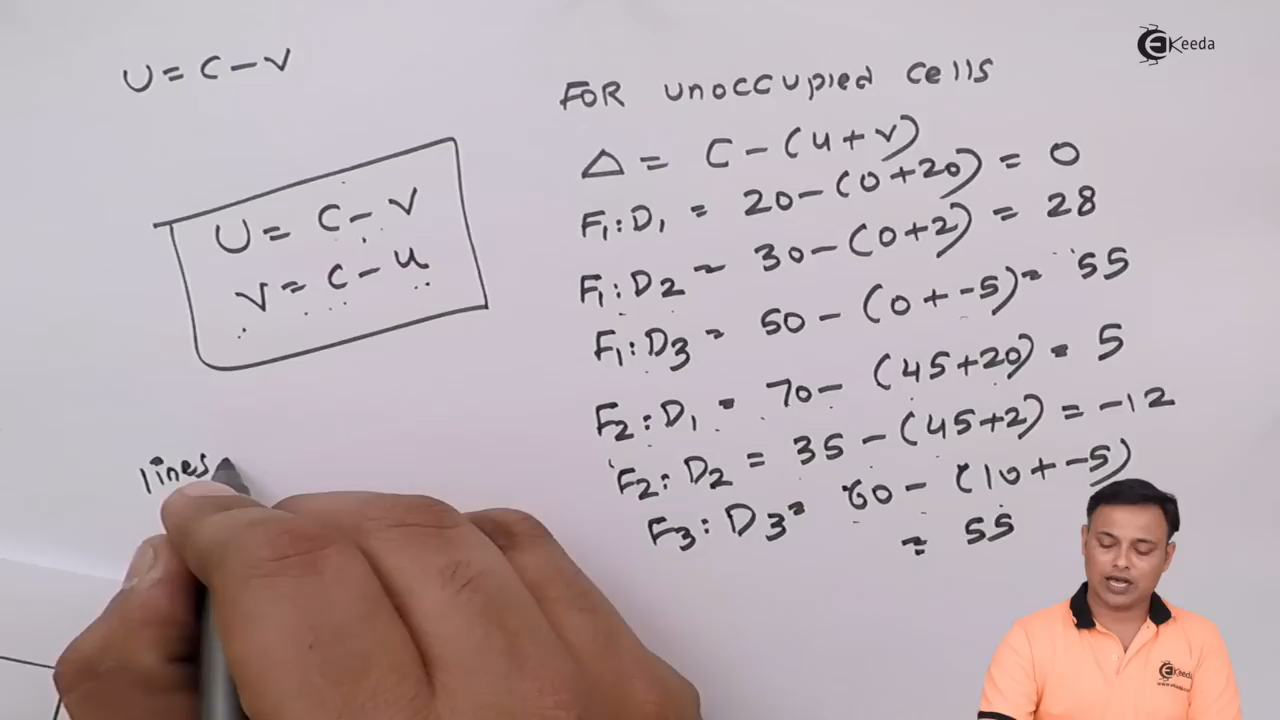 U = C - V
U = C - V
V = C - u
lines
EKeeda
FOR unoccupied cells
Δ = C - (u + v)
F1:D1 = 20 - (0+20) = 0
F1:D2 = 30 - (0+2) = 28
F1:D3 = 50 - (0+-5) = 55
F2:D1 = 70 - (45+20) = 5
F2:D2 = 35 - (45+2) = -12
F3:D3 = 60 - (10+-5)
= 55
EKeeda